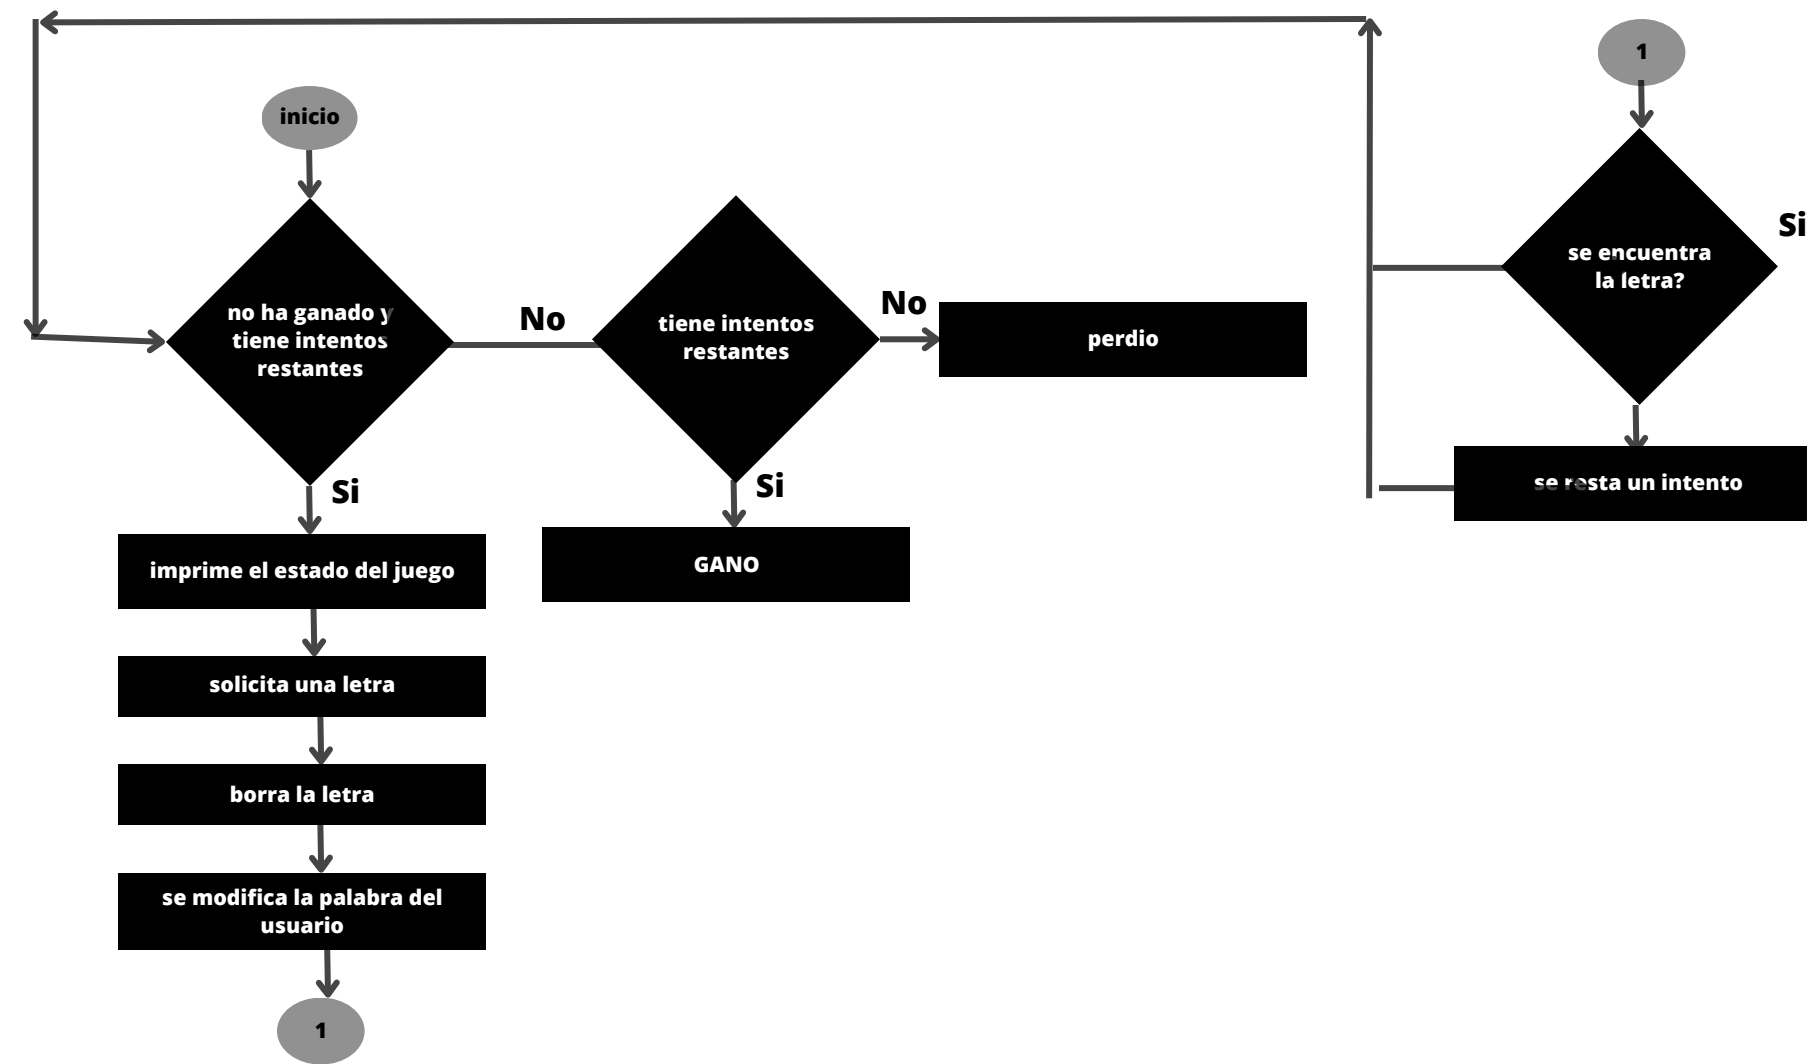 inicio
no ha ganado y
tiene intentos
restantes
No
tiene intentos
restantes
No
perdio
Si
GANO
Si
imprime el estado del juego
solicita una letra
borra la letra
se modifica la palabra del
usuario
1
1
se encuentra
la letra?
Si
se resta un intento